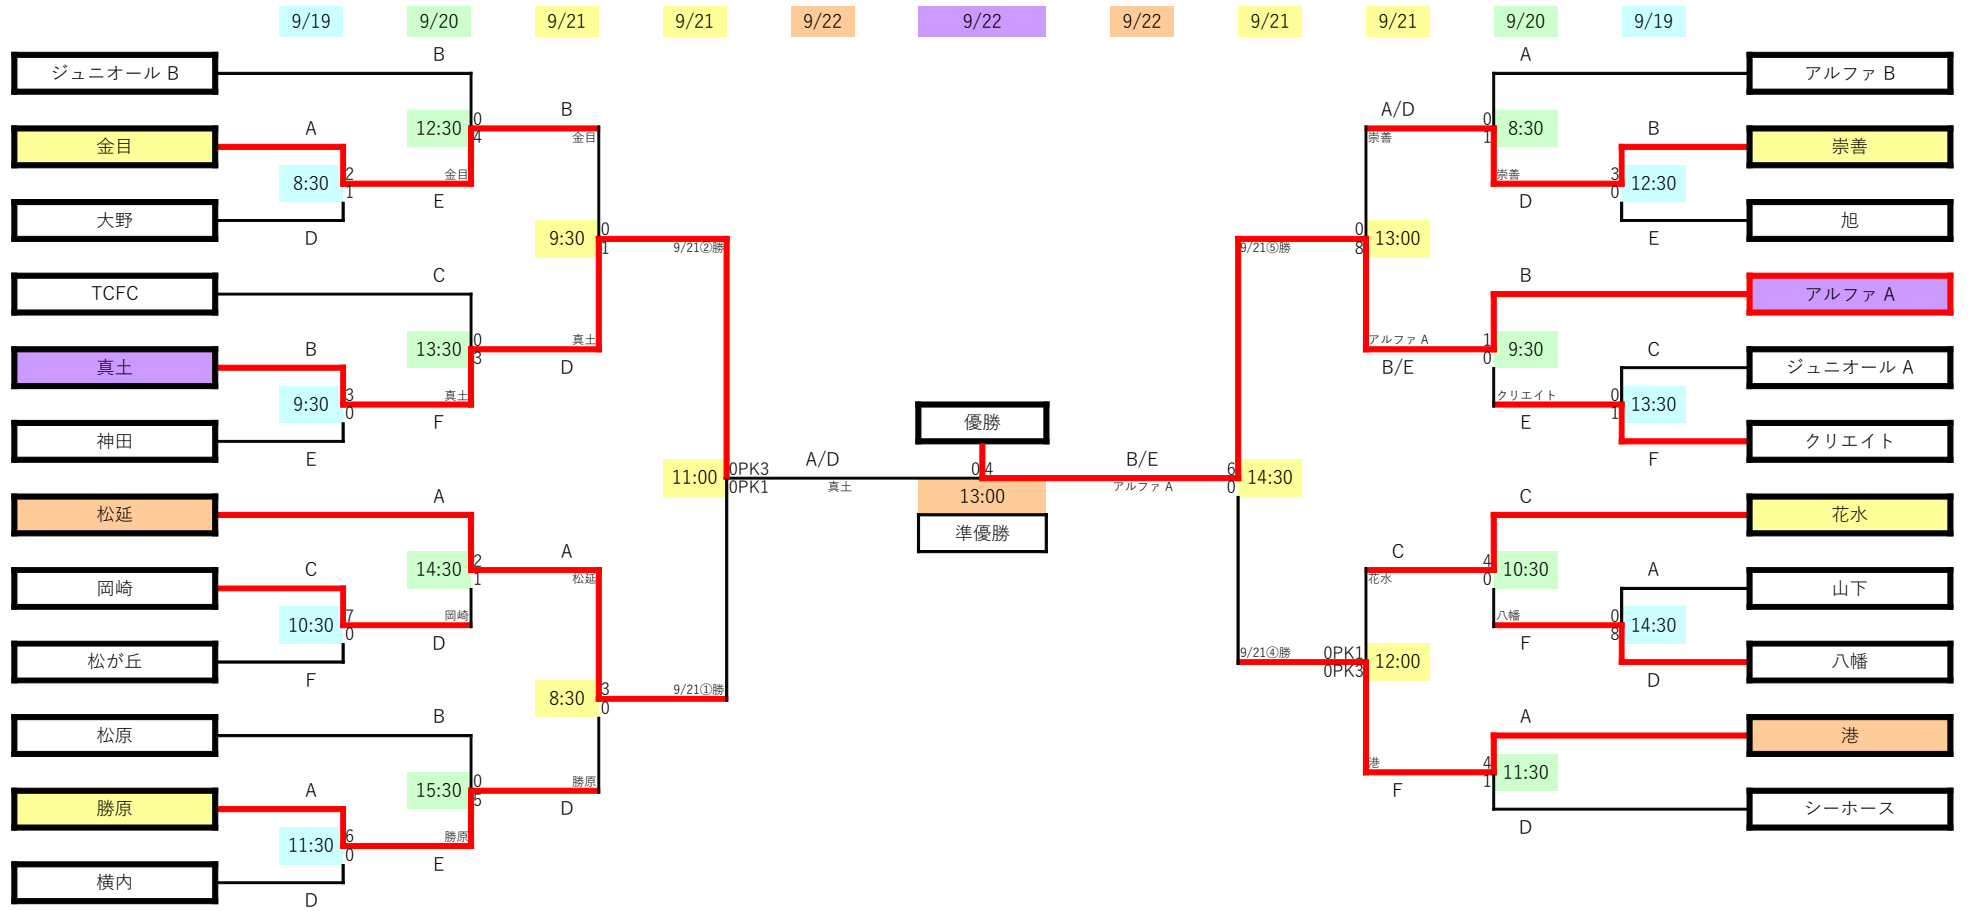 9/19 9/20 9/21 9/21 9/22 9/22 9/22 9/21 9/21 9/20 9/19
B A
ジュニオール B アルファ B
B A/D
0 12:30 4 金目 0 8:30 1 崇善
A B
金目 崇善
8:30 2 1 金目 崇善 3 0 12:30
E D
大野 旭
D E
9:30 0 1 9/21②勝 9/21⑤勝 0 8 13:00
C B
TCFC アルファ A
13:30 0 3 真土 アルファ A 1 0 9:30
D B/E
B C
真土 ジュニオール A
9:30 3 0 真土 クリエイト 0 1 13:30
F E
優勝
神田 クリエイト
E F
A/D B/E
11:00 0PK3 0PK1 真土 0 4 アルファ A 6 0 14:30
13:00
準優勝
A C
松延 花水
A C
14:30 2 1 松延 花水 4 0 10:30
C A
岡崎 山下
10:30 7 0 岡崎 八幡 0 8 14:30
D F
松が丘 八幡
F D
9/21④勝 0PK1 0PK3 12:00
8:30 3 0 9/21①勝
B A
松原 港
15:30 0 5 勝原 港 4 1 11:30
D F
A
勝原 シーホース
D
11:30 6 0 勝原
E
横内
D